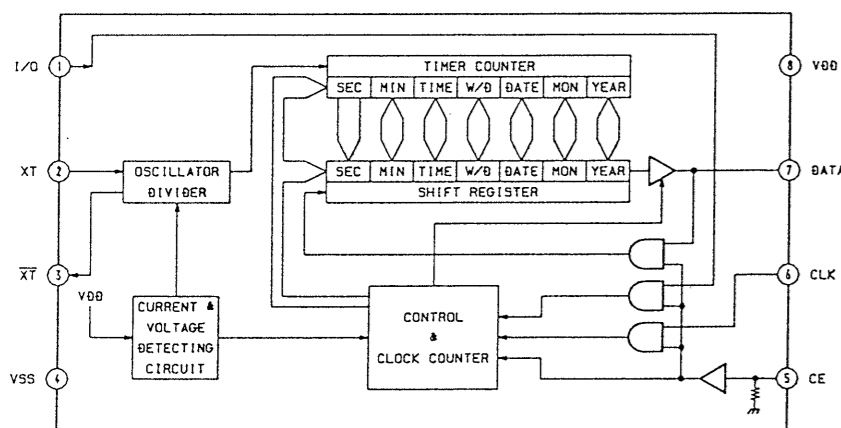 I/O 1
TIMER COUNTER
8 VDD
SEC MIN TIME W/D DATE MON YEAR
XT 2
OSCILLATOR
DIVIDER
SEC MIN TIME W/D DATE MON YEAR
SHIFT REGISTER
7 DATA
XT 3
VDD
6 CLK
CURRENT &
VOLTAGE
DETECTING
CIRCUIT
CONTROL
&
CLOCK COUNTER
VSS 4
5 CE